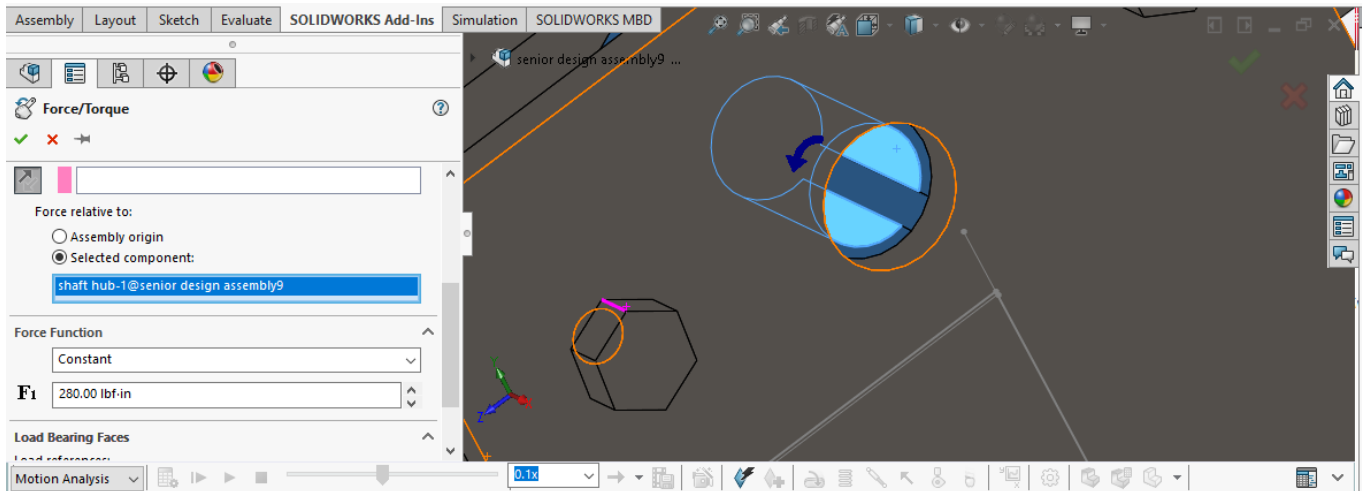 Assembly Layout Sketch Evaluate SOLIDWORKS Add-Ins Simulation SOLIDWORKS MBD
senior design assembly9 ...
Force/Torque
Force relative to:
Assembly origin
Selected component:
shaft hub-1@senior design assembly9
Force Function
Constant
F1 280.00 lbf·in
Load Bearing Faces
Load references:
Z
Motion Analysis 0.1x